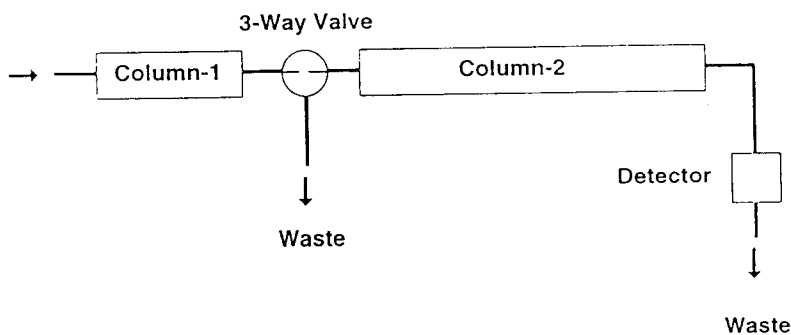 3-Way Valve
Column-1
Column-2
Detector
Waste
Waste